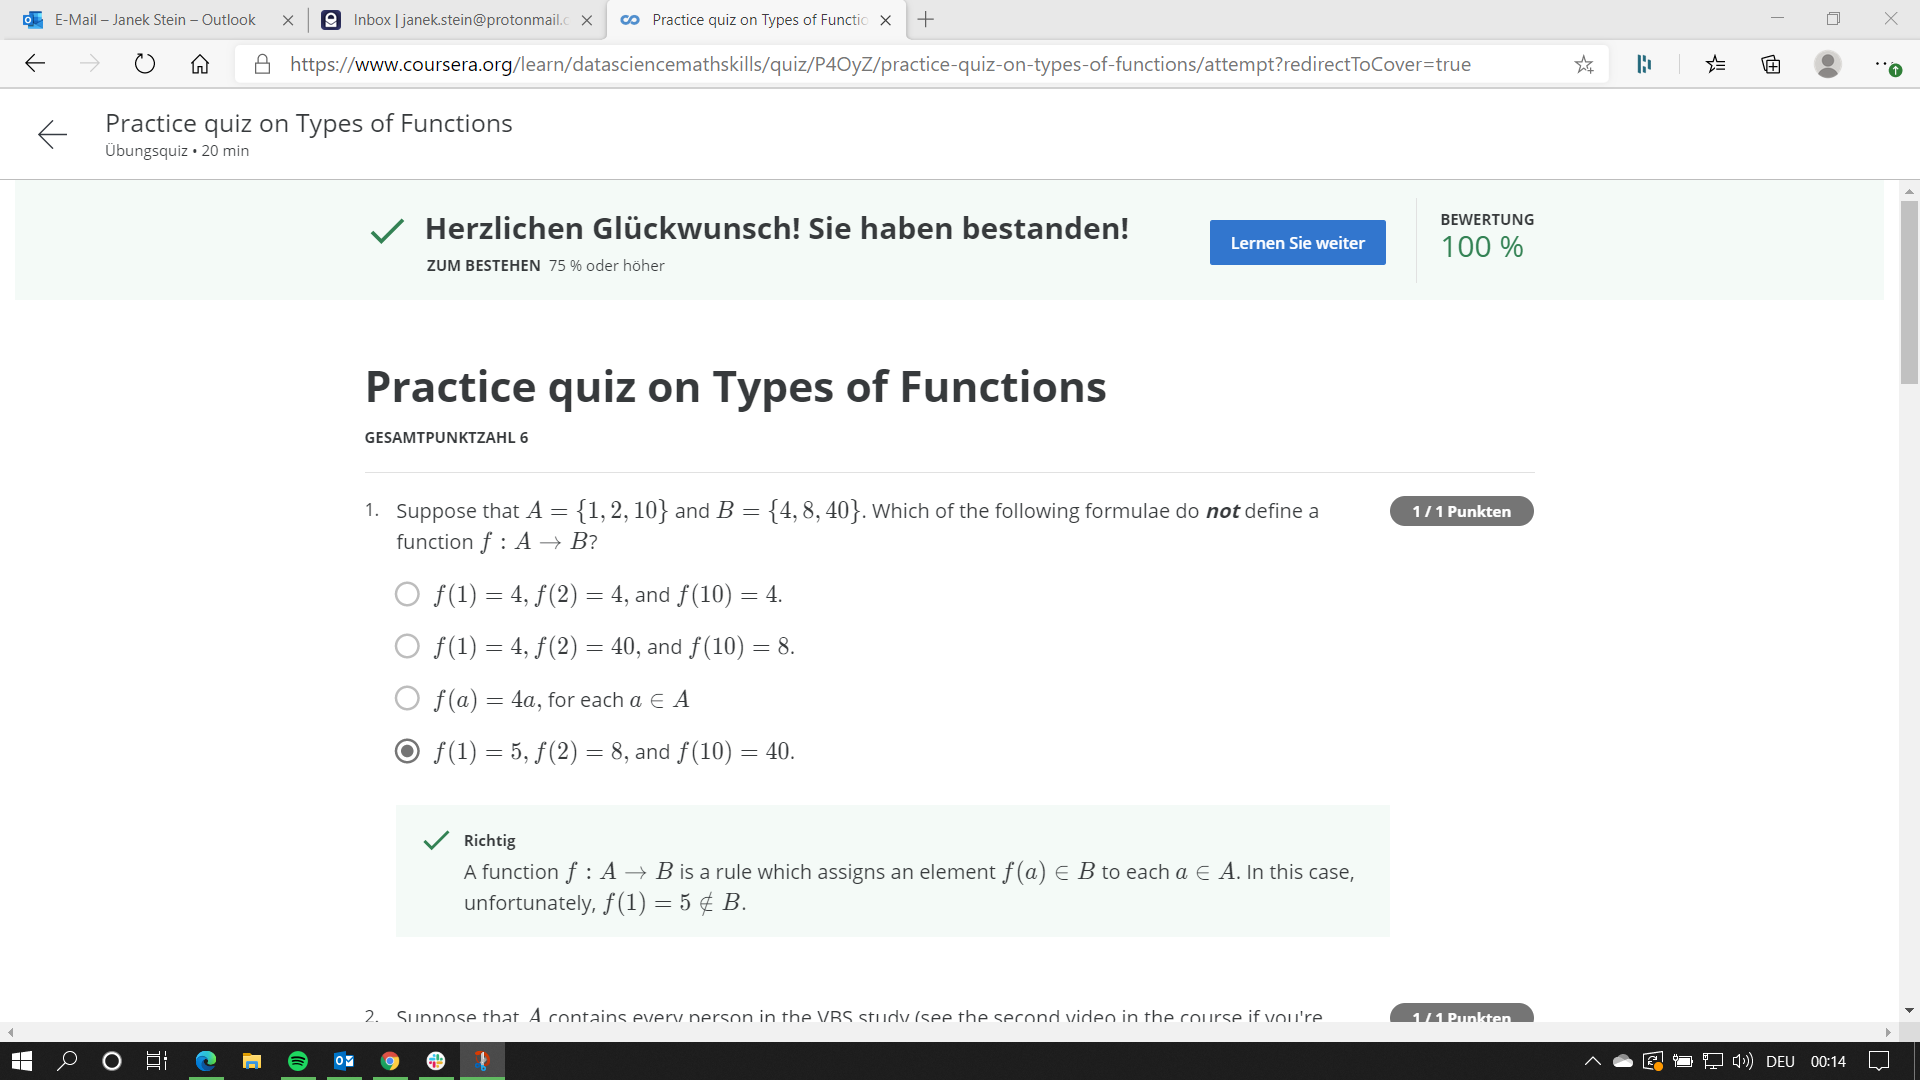 E-Mail – Janek Stein – Outlook
Inbox | janek.stein@protonmail.c
Practice quiz on Types of Functio
https://www.coursera.org/learn/datasciencemathskills/quiz/P4OyZ/practice-quiz-on-types-of-functions/attempt?redirectToCover=true
Practice quiz on Types of Functions
Übungsquiz • 20 min
Herzlichen Glückwunsch! Sie haben bestanden!
ZUM BESTEHEN 75 % oder höher
Lernen Sie weiter
BEWERTUNG
100 %
Practice quiz on Types of Functions
GESAMTPUNKTZAHL 6
1. Suppose that A = {1, 2, 10} and B = {4, 8, 40}. Which of the following formulae do not define a
function f : A → B?
1 / 1 Punkten
f(1) = 4, f(2) = 4, and f(10) = 4.
f(1) = 4, f(2) = 40, and f(10) = 8.
f(a) = 4a, for each a ∈ A
f(1) = 5, f(2) = 8, and f(10) = 40.
Richtig
A function f : A → B is a rule which assigns an element f(a) ∈ B to each a ∈ A. In this case,
unfortunately, f(1) = 5 ∉ B.
2. Suppose that A contains every person in the VBS study (see the second video in the course if you're
1 / 1 Punkten
DEU 00:14